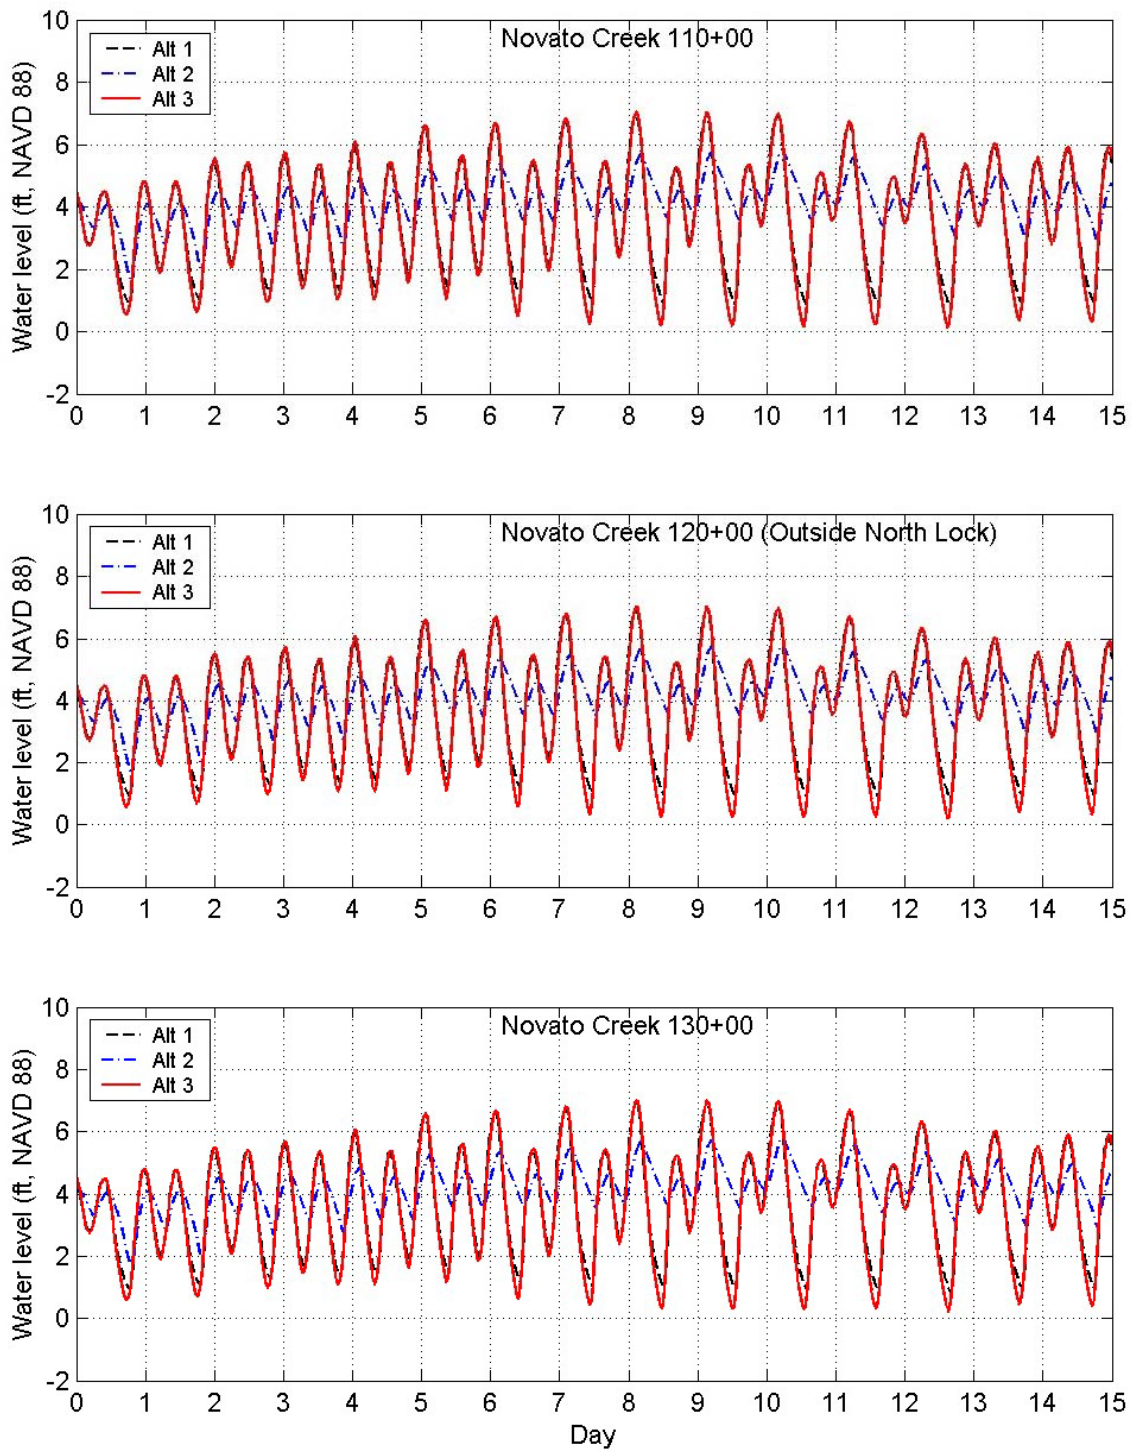 Novato Creek 110+00
Alt 1
Alt 2
Alt 3
Water level (ft, NAVD 88)
10
8
6
4
2
0
-2
0 1 2 3 4 5 6 7 8 9 10 11 12 13 14 15
Novato Creek 120+00 (Outside North Lock)
Alt 1
Alt 2
Alt 3
Water level (ft, NAVD 88)
10
8
6
4
2
0
-2
0 1 2 3 4 5 6 7 8 9 10 11 12 13 14 15
Novato Creek 130+00
Alt 1
Alt 2
Alt 3
Water level (ft, NAVD 88)
10
8
6
4
2
0
-2
0 1 2 3 4 5 6 7 8 9 10 11 12 13 14 15
Day